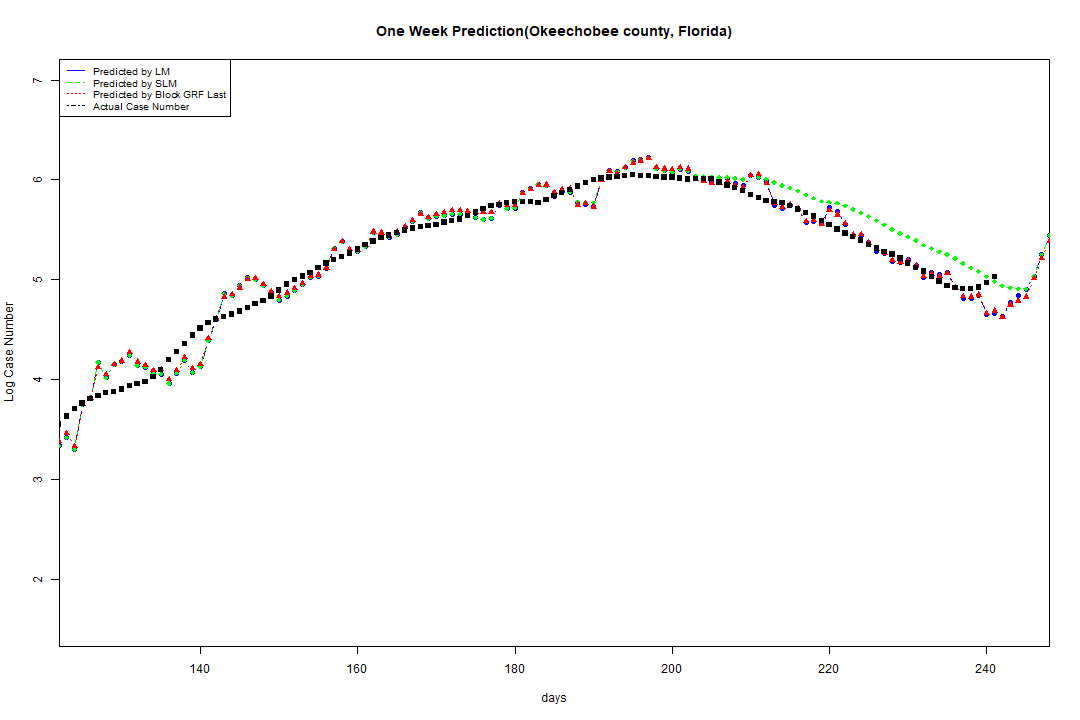 One Week Prediction(Okeechobee county, Florida)
Predicted by LM
Predicted by SLM
Predicted by Block GRF Last
Actual Case Number
7
6
5
4
3
2
Log Case Number
140 160 180 200 220 240
days